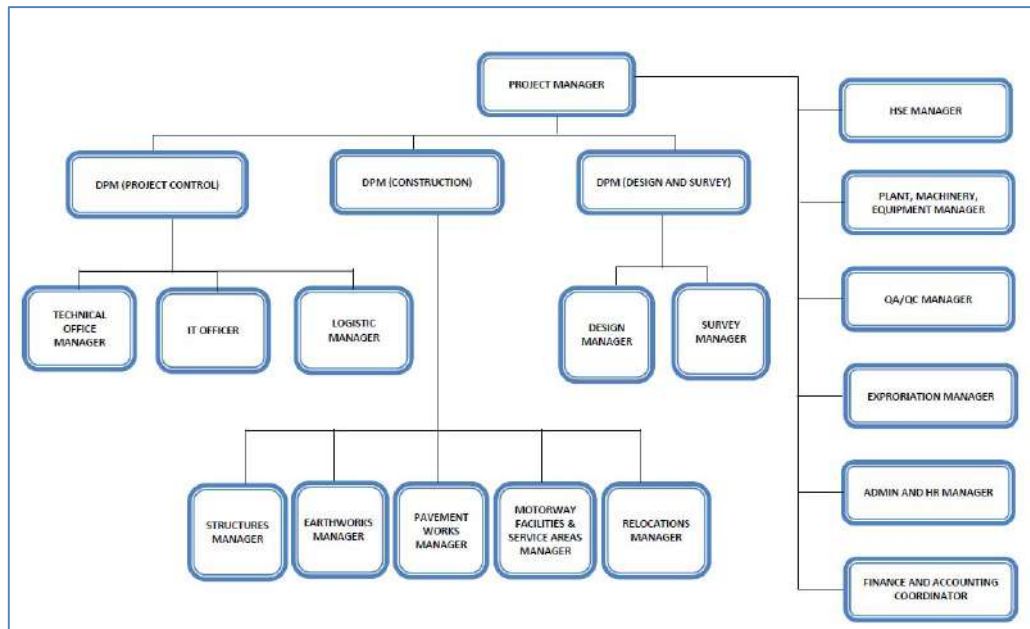 PROJECT MANAGER
HSE MANAGER
DPM (PROJECT CONTROL)
DPM (CONSTRUCTION)
DPM (DESIGN AND SURVEY)
PLANT, MACHINERY,
EQUIPMENT MANAGER
TECHNICAL
OFFICE
MANAGER
IT OFFICER
LOGISTIC
MANAGER
DESIGN
MANAGER
SURVEY
MANAGER
QA/QC MANAGER
EXPRORIATION MANAGER
STRUCTURES
MANAGER
EARTHWORKS
MANAGER
PAVEMENT
WORKS
MANAGER
MOTORWAY
FACILITIES &
SERVICE AREAS
MANAGER
RELOCATIONS
MANAGER
ADMIN AND HR MANAGER
FINANCE AND ACCOUNTING
COORDINATOR